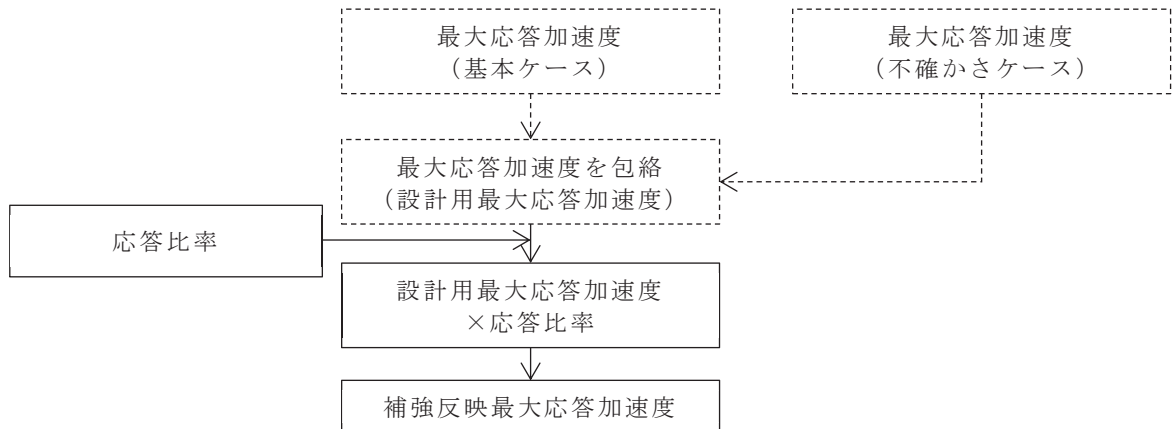 最大応答加速度
（基本ケース）
最大応答加速度
（不確かさケース）
最大応答加速度を包絡
（設計用最大応答加速度）
応答比率
設計用最大応答加速度
×応答比率
補強反映最大応答加速度